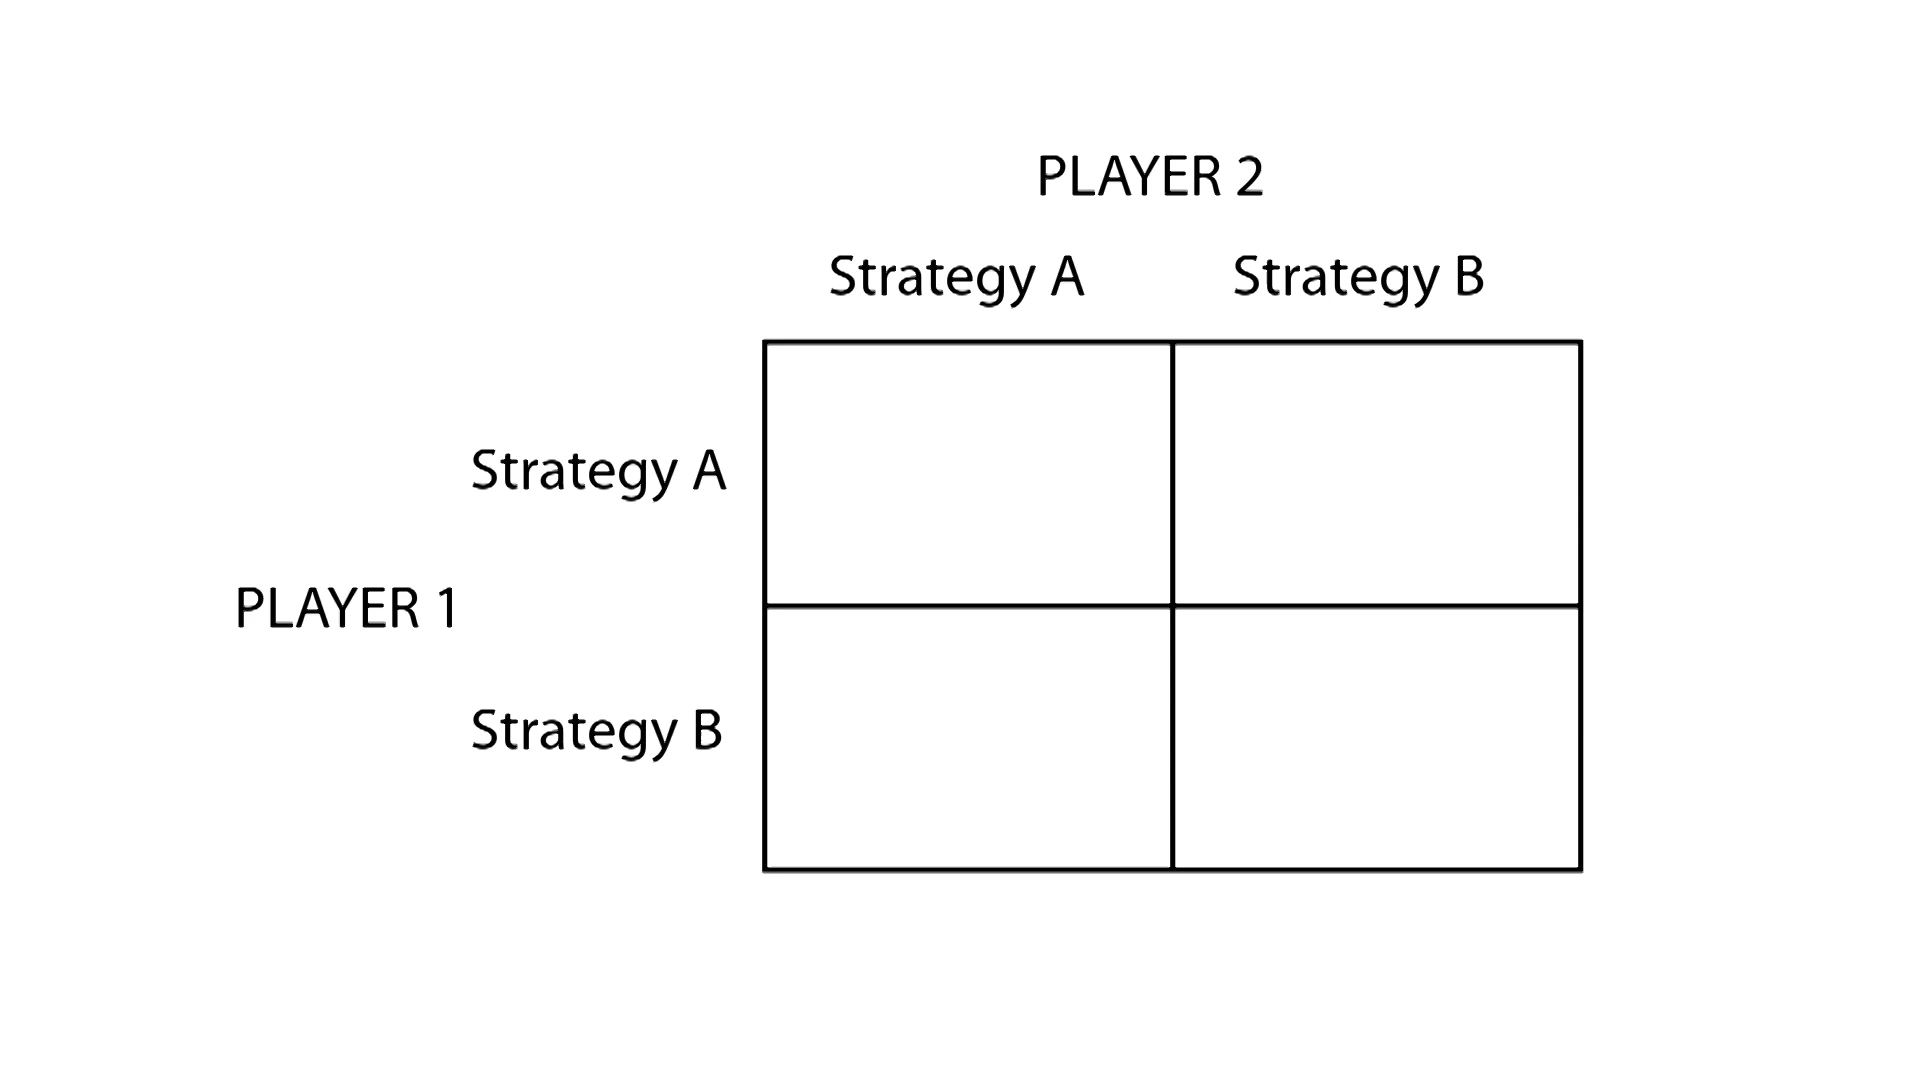 PLAYER 2
Strategy A Strategy B
Strategy A
PLAYER 1
Strategy B